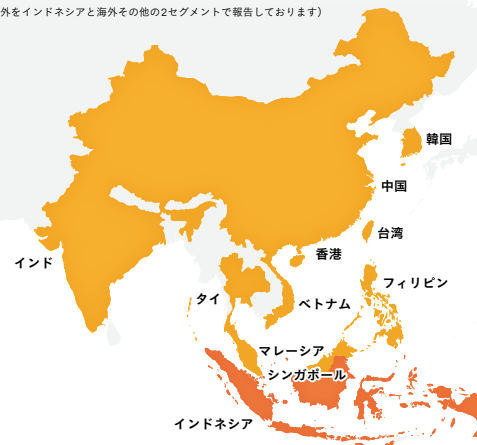 外をインドネシアと海外その他の2セグメントで報告しております）
韓国
中国
台湾
香港
インド
フィリピン
タイ
ベトナム
マレーシア
シンガポール
インドネシア